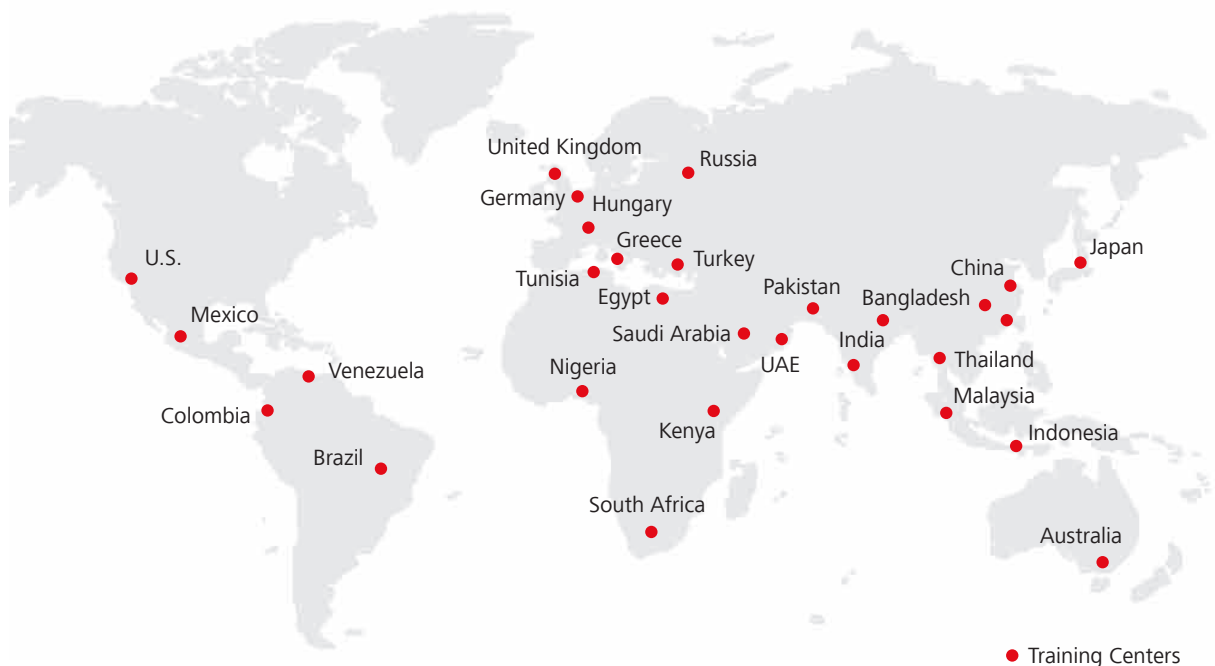 United Kingdom
Russia
Germany
Hungary
Greece
Turkey
Tunisia
Egypt
U.S.
Mexico
Japan
China
Pakistan
Bangladesh
Saudi Arabia
UAE
India
Thailand
Nigeria
Venezuela
Malaysia
Colombia
Kenya
Indonesia
Brazil
South Africa
Australia
Training Centers